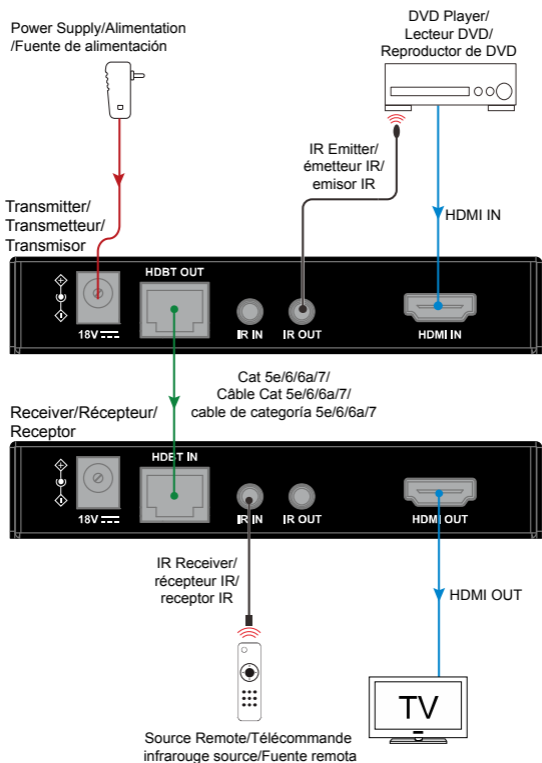 Power Supply/Alimentation
/Fuente de alimentación
DVD Player/
Lecteur DVD/
Reproductor de DVD
IR Emitter/
émetteur IR/
emisor IR
HDMI IN
Transmitter/
Transmetteur/
Transmisor
HDBT OUT
18V
IR IN
IR OUT
HDMI IN
Cat 5e/6/6a/7/
Câble Cat 5e/6/6a/7/
cable de categoría 5e/6/6a/7
Receiver/Récepteur/
Receptor
HDBT IN
18V
IR IN
IR OUT
HDMI OUT
IR Receiver/
récepteur IR/
receptor IR
HDMI OUT
TV
Source Remote/Télécommande
infrarouge source/Fuente remota